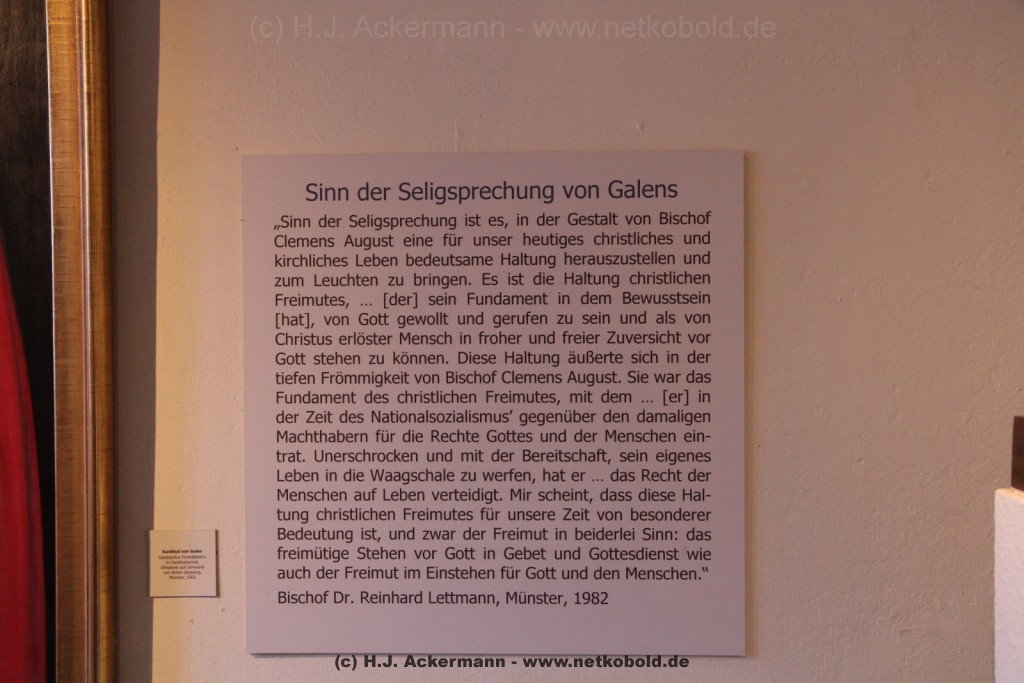 (c) H.J. Ackermann - www.netkobold.de
Sinn der Seligsprechung von Galens
„Sinn der Seligsprechung ist es, in der Gestalt von Bischof
Clemens August eine für unser heutiges christliches und
kirchliches Leben bedeutsame Haltung herauszustellen und
zum Leuchten zu bringen. Es ist die Haltung christlichen
Freimutes, … [der] sein Fundament in dem Bewusstsein
[hat], von Gott gewollt und gerufen zu sein und als von
Christus erlöster Mensch in froher und freier Zuversicht vor
Gott stehen zu können. Diese Haltung äußerte sich in der
tiefen Frömmigkeit von Bischof Clemens August. Sie war das
Fundament des christlichen Freimutes, mit dem … [er] in
der Zeit des Nationalsozialismus’ gegenüber den damaligen
Machthabern für die Rechte Gottes und der Menschen ein-
trat. Unerschrocken und mit der Bereitschaft, sein eigenes
Leben in die Waagschale zu werfen, hat er … das Recht der
Menschen auf Leben verteidigt. Mir scheint, dass diese Hal-
tung christlichen Freimutes für unsere Zeit von besonderer
Bedeutung ist, und zwar der Freimut in beiderlei Sinn: das
freimütige Stehen vor Gott in Gebet und Gottesdienst wie
auch der Freimut im Einstehen für Gott und den Menschen.“
Bischof Dr. Reinhard Lettmann, Münster, 1982
Kardinal von Galen
im Kardinalsornat,
Ölmalerei auf Leinwand
Münster,
(c) H.J. Ackermann - www.netkobold.de